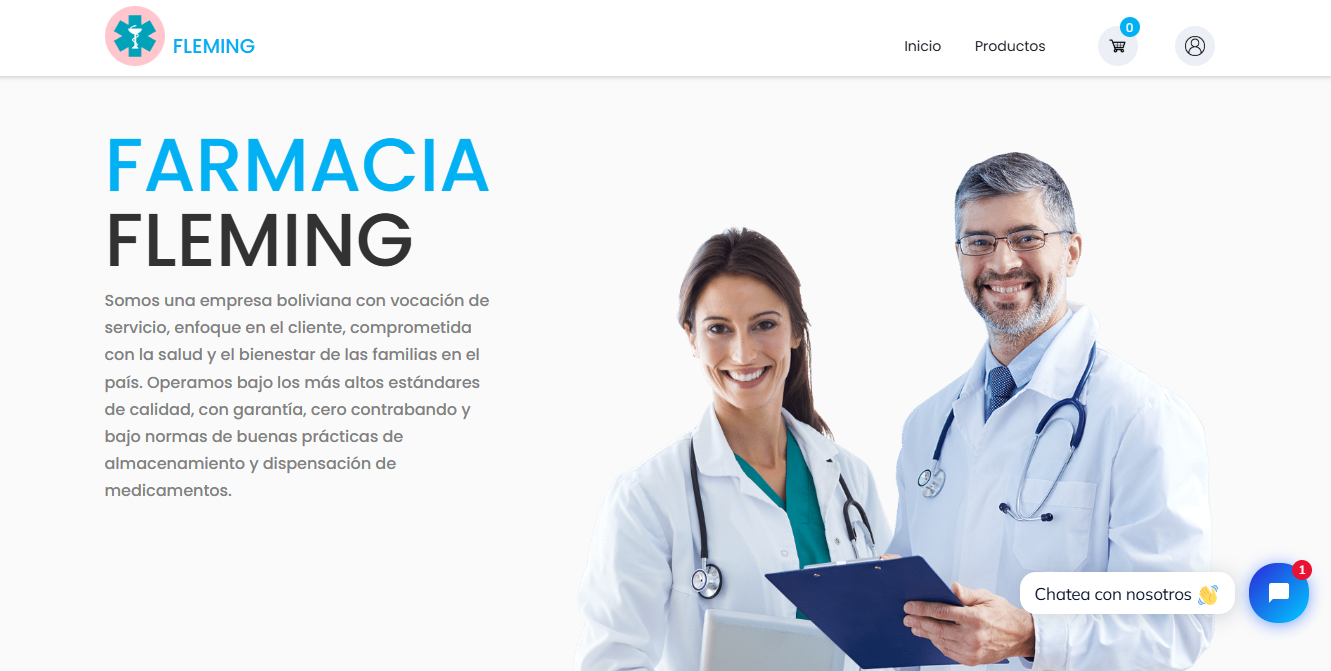 FLEMING
Inicio
Productos
0
FARMACIA
FLEMING
Somos una empresa boliviana con vocación de
servicio, enfoque en el cliente, comprometida
con la salud y el bienestar de las familias en el
país. Operamos bajo los más altos estándares
de calidad, con garantía, cero contrabando y
bajo normas de buenas prácticas de
almacenamiento y dispensación de
medicamentos.
Chatea con nosotros 👋
1